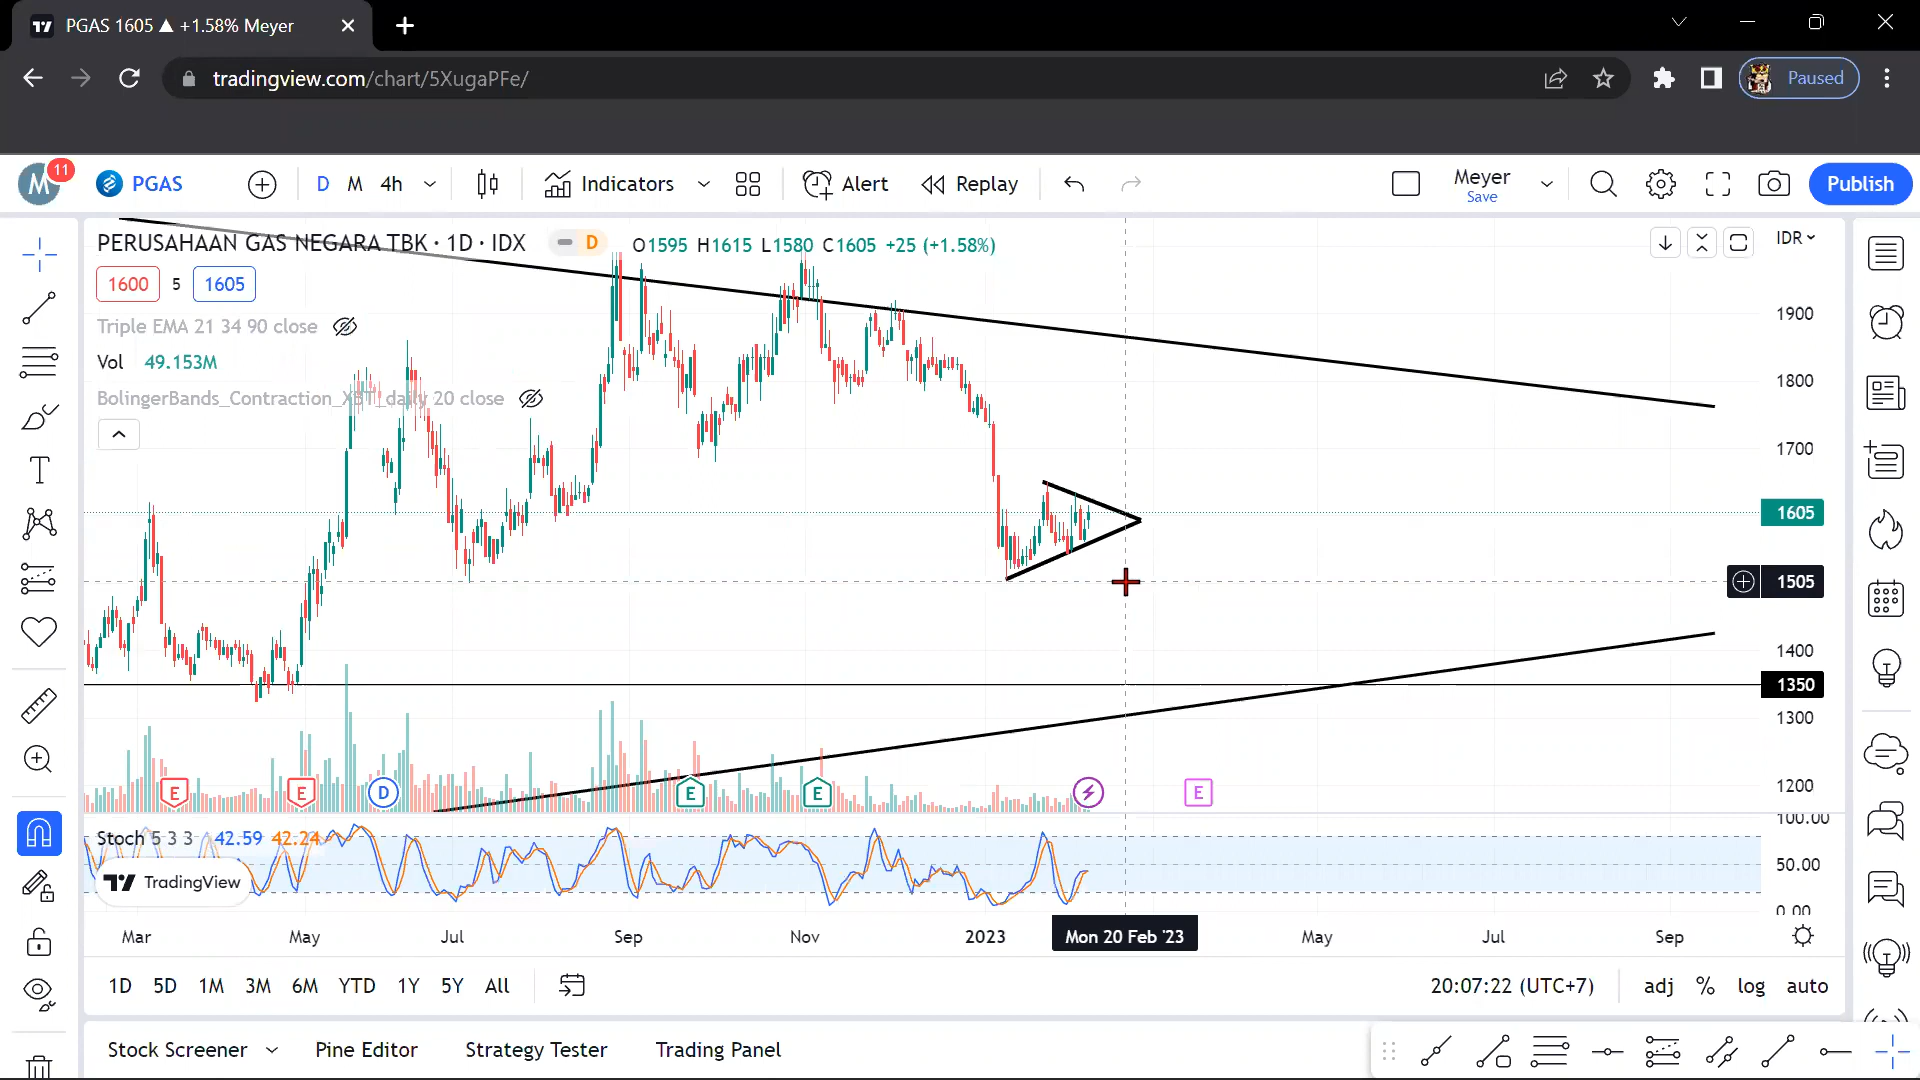 PGAS 1605 ▲ +1.58% Meyer
tradingview.com/chart/5XugaPFe/
Paused
M 11
PGAS
D M 4h
Indicators
Alert
Replay
Meyer
Save
Publish
PERUSAHAAN GAS NEGARA TBK · 1D · IDX
D
O1595 H1615 L1580 C1605 +25 (+1.58%)
IDR
1600 5 1605
Triple EMA 21 34 90 close
Vol 49.153M
BolingerBands_Contraction_XBT_daily 20 close
1900
1800
1700
1605
1505
1400
1350
1300
1200
E E D E E E
Stoch 5 3 3 42.59 42.24
100.00
50.00
0.00
TradingView
Mar May Jul Sep Nov 2023 Mon 20 Feb '23 May Jul Sep
1D 5D 1M 3M 6M YTD 1Y 5Y All
20:07:22 (UTC+7) adj % log auto
Stock Screener Pine Editor Strategy Tester Trading Panel